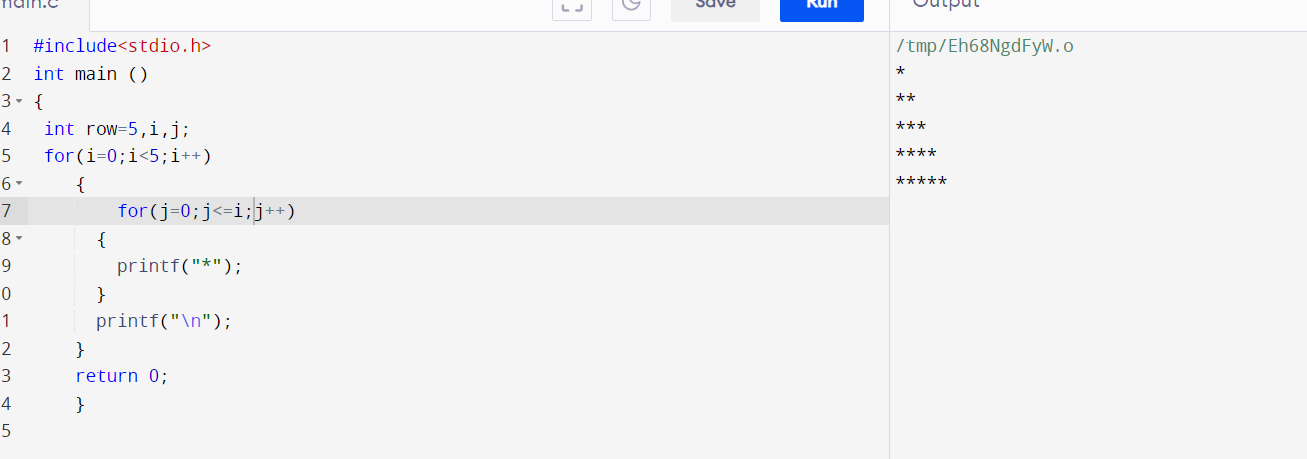 main.c
Save
Run
Output
1 #include<stdio.h>
2 int main ()
3 {
4 int row=5,i,j;
5 for(i=0;i<5;i++)
6 {
7 for(j=0;j<=i;j++)
8 {
9 printf("*");
0 }
1 printf("\n");
2 }
3 return 0;
4 }
5
/tmp/Eh68NgdFyW.o
*
**
***
****
*****